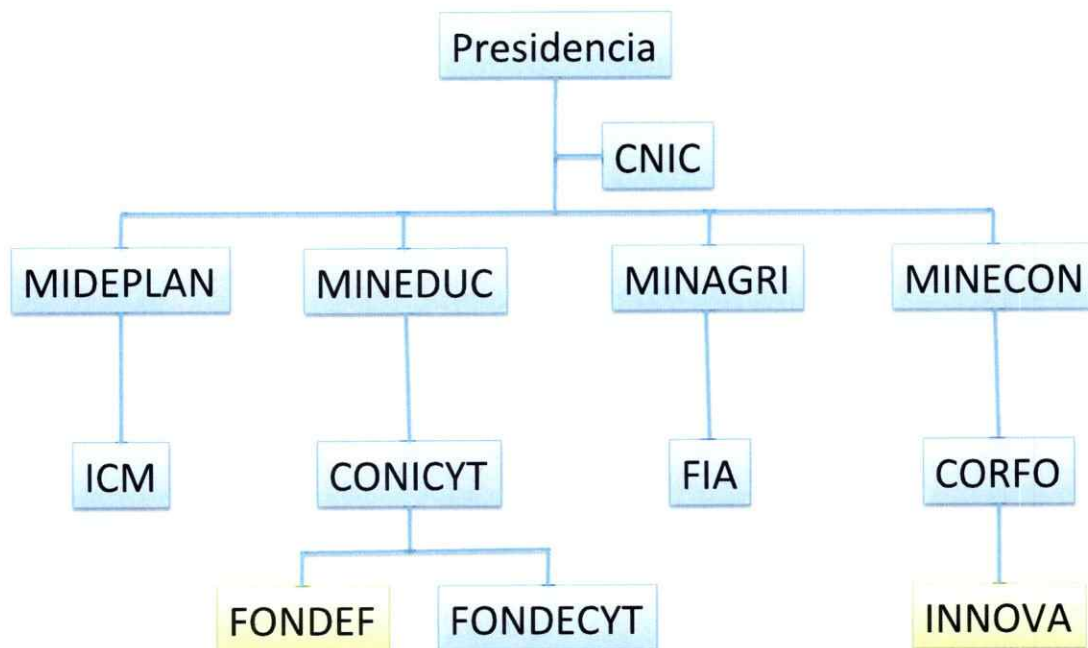 Presidencia
CNIC
MIDEPLAN
MINEDUC
MINAGRI
MINECON
ICM
CONICYT
FIA
CORFO
FONDEF
FONDECYT
INNOVA